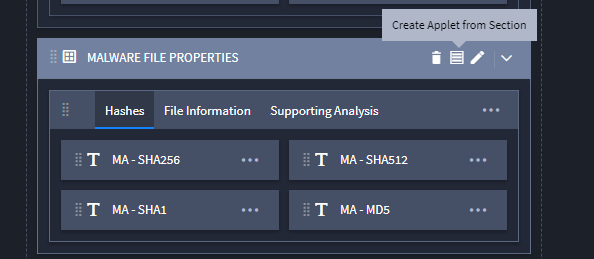 Create Applet from Section
MALWARE FILE PROPERTIES
Hashes File Information Supporting Analysis
T MA - SHA256 T MA - SHA512
T MA - SHA1 T MA - MD5